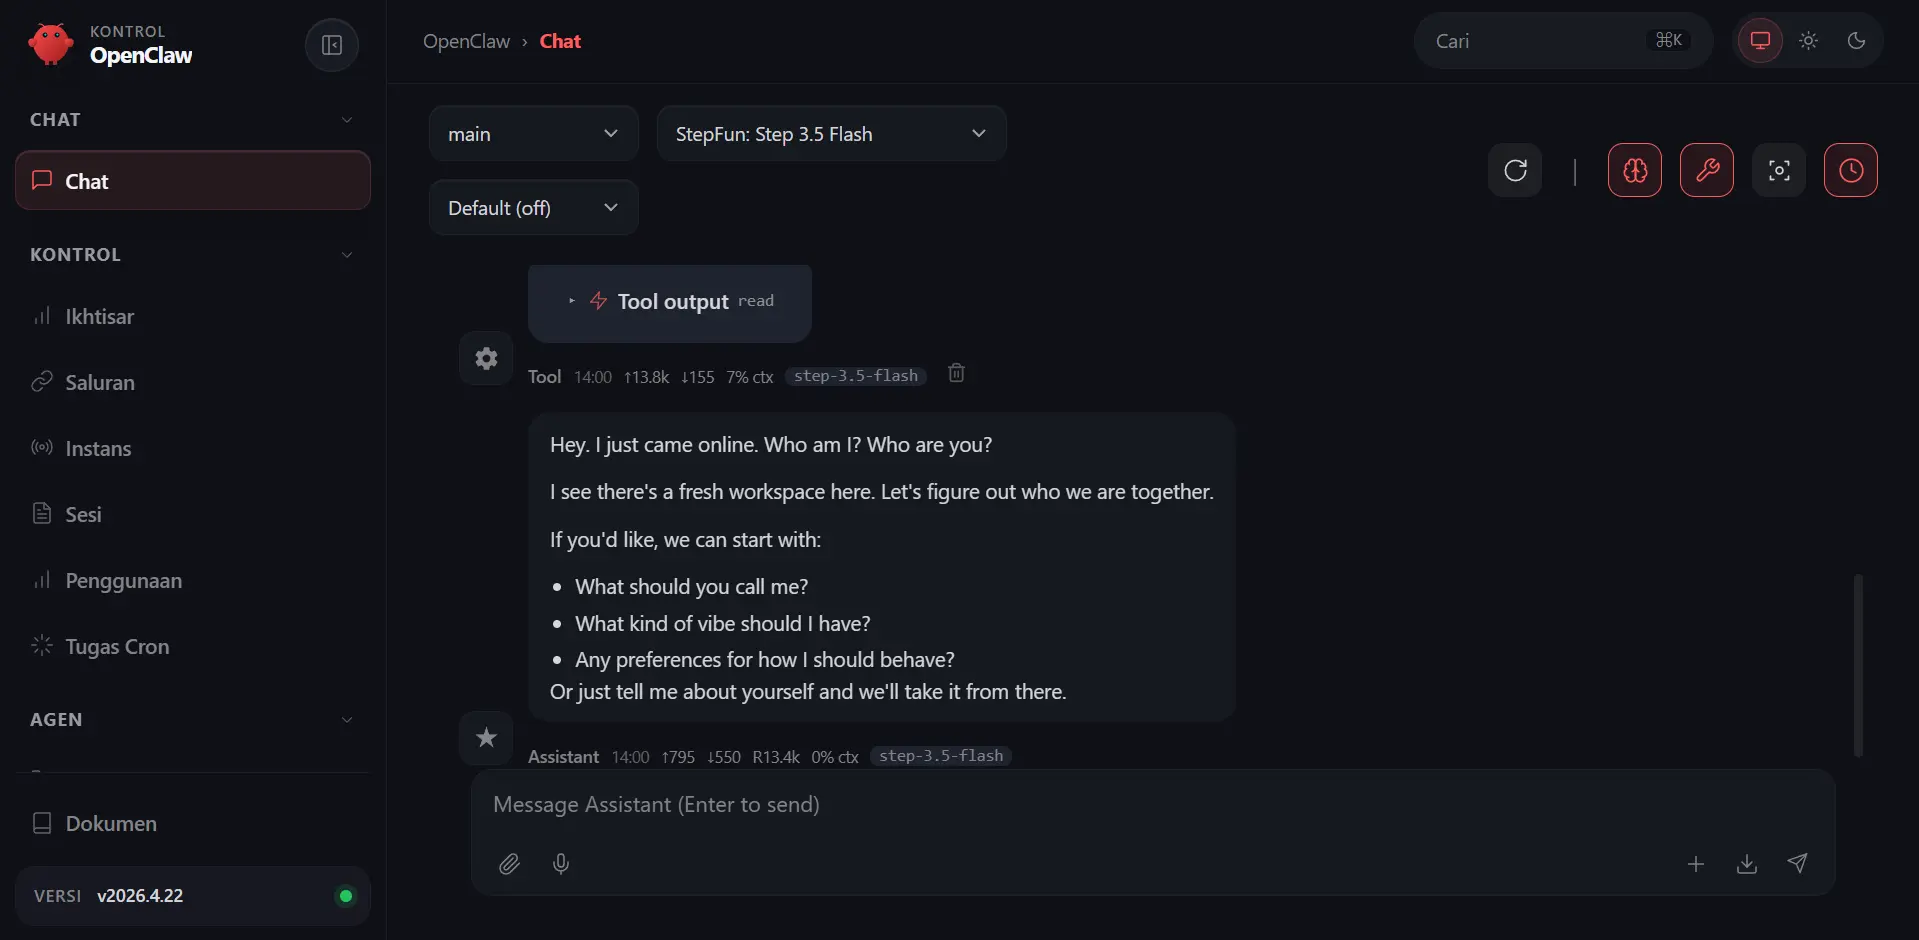 KONTROL
OpenClaw
OpenClaw › Chat
Cari
⌘K
CHAT
Chat
KONTROL
Ikhtisar
Saluran
Instans
Sesi
Penggunaan
Tugas Cron
AGEN
Dokumen
VERSI v2026.4.22
main
StepFun: Step 3.5 Flash
Default (off)
Tool output read
Tool 14:00 ↑13.8k ↓155 7% ctx step-3.5-flash
Hey. I just came online. Who am I? Who are you?
I see there's a fresh workspace here. Let's figure out who we are together.
If you'd like, we can start with:
• What should you call me?
• What kind of vibe should I have?
• Any preferences for how I should behave?
Or just tell me about yourself and we'll take it from there.
Assistant 14:00 ↑795 ↓550 R13.4k 0% ctx step-3.5-flash
Message Assistant (Enter to send)